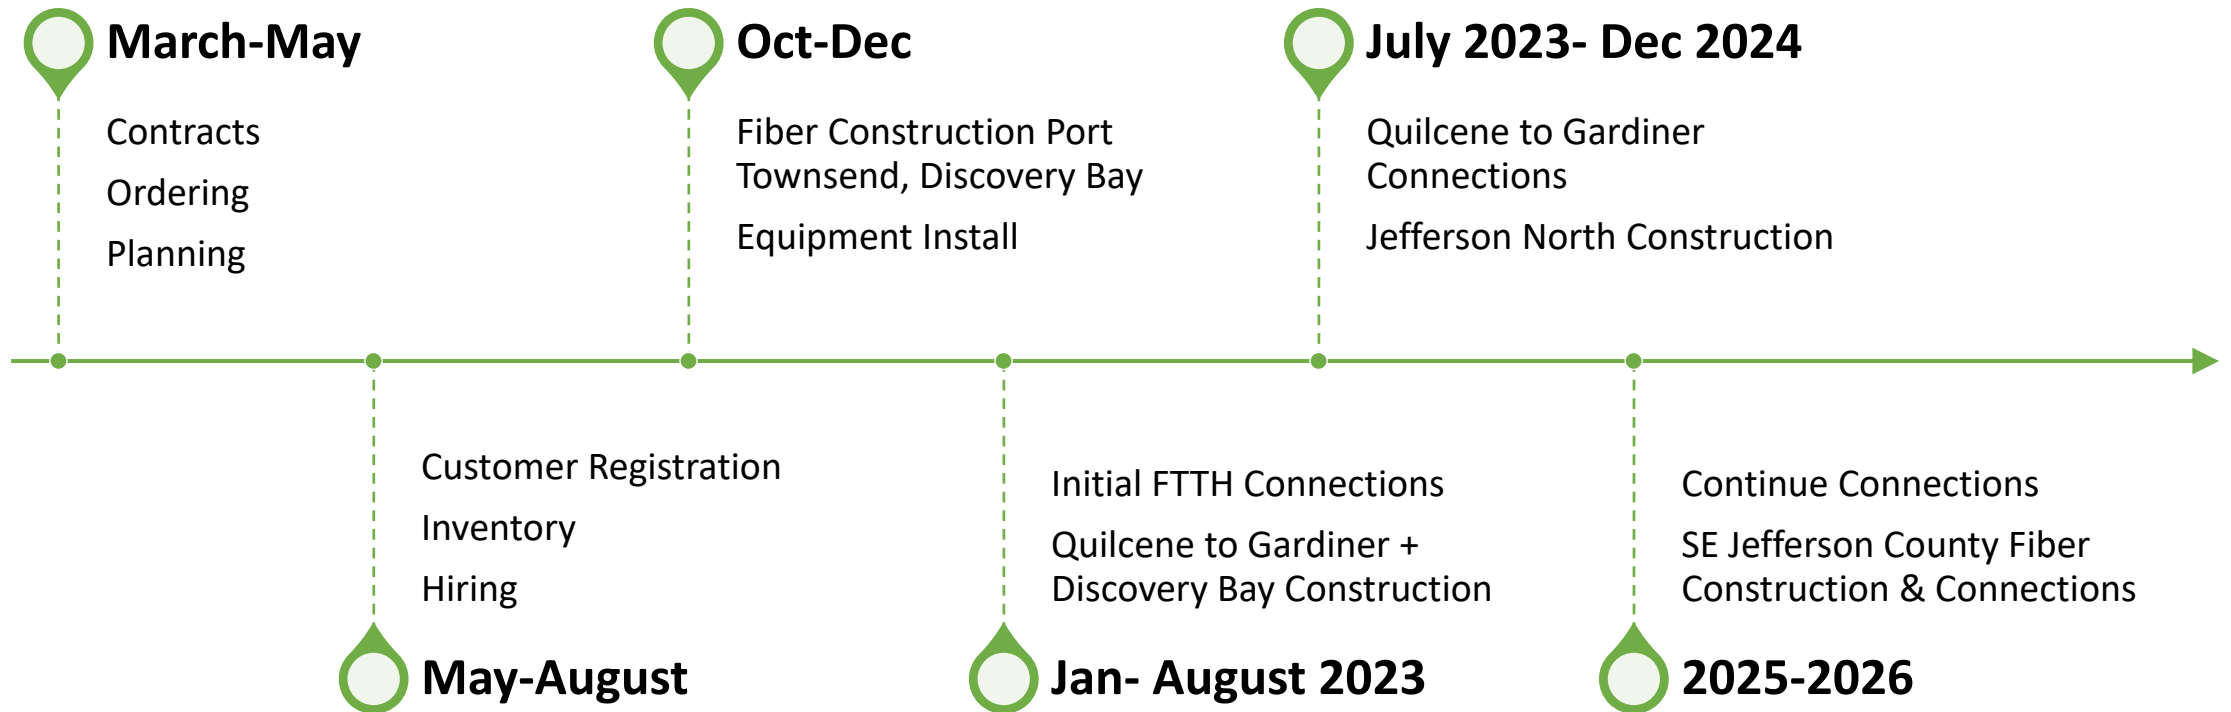 March-May
Contracts
Ordering
Planning
Customer Registration
Inventory
Hiring
May-August
Oct-Dec
Fiber Construction Port
Townsend, Discovery Bay
Equipment Install
Initial FTTH Connections
Quilcene to Gardiner +
Discovery Bay Construction
Jan- August 2023
July 2023- Dec 2024
Quilcene to Gardiner
Connections
Jefferson North Construction
Continue Connections
SE Jefferson County Fiber
Construction & Connections
2025-2026